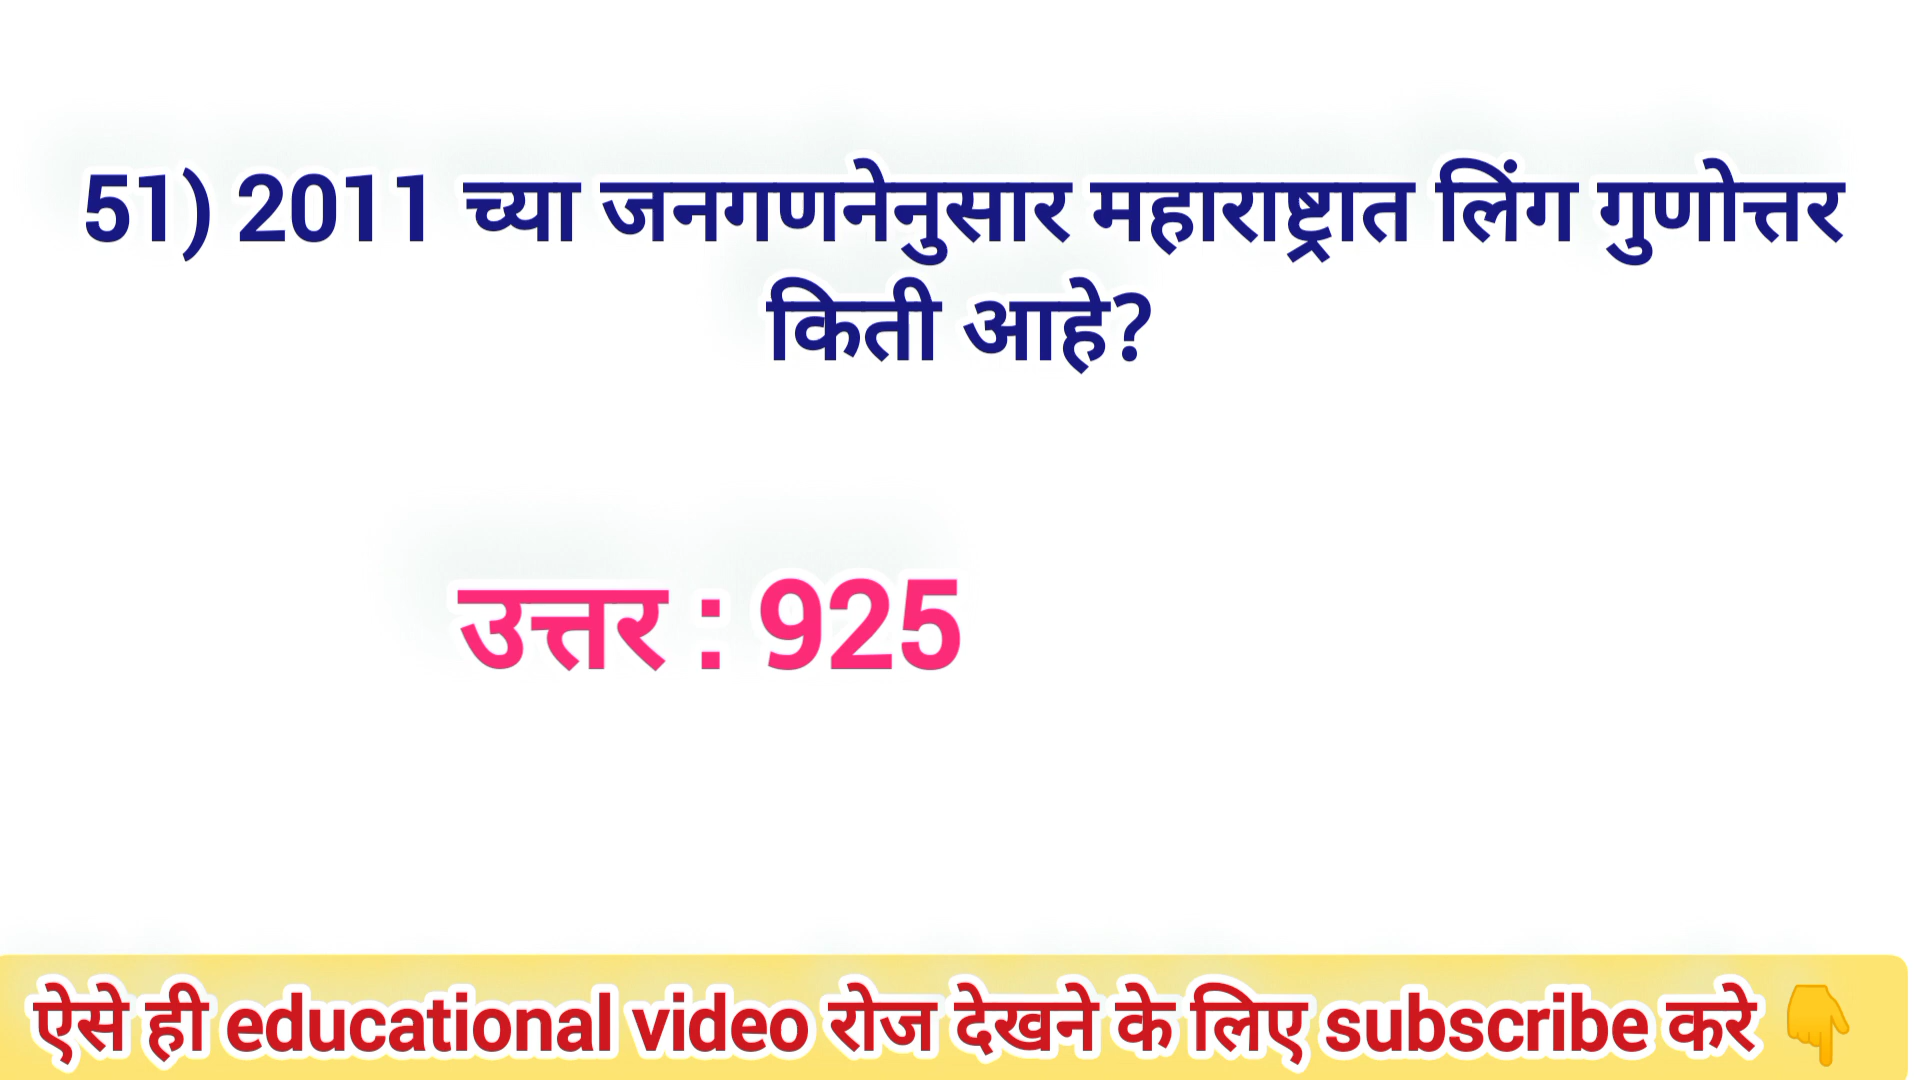 51) 2011 च्या जनगणनेनुसार महाराष्ट्रात लिंग गुणोत्तर
किती आहे?
उत्तर : 925
ऐसे ही educational video रोज देखने के लिए subscribe करे 👇